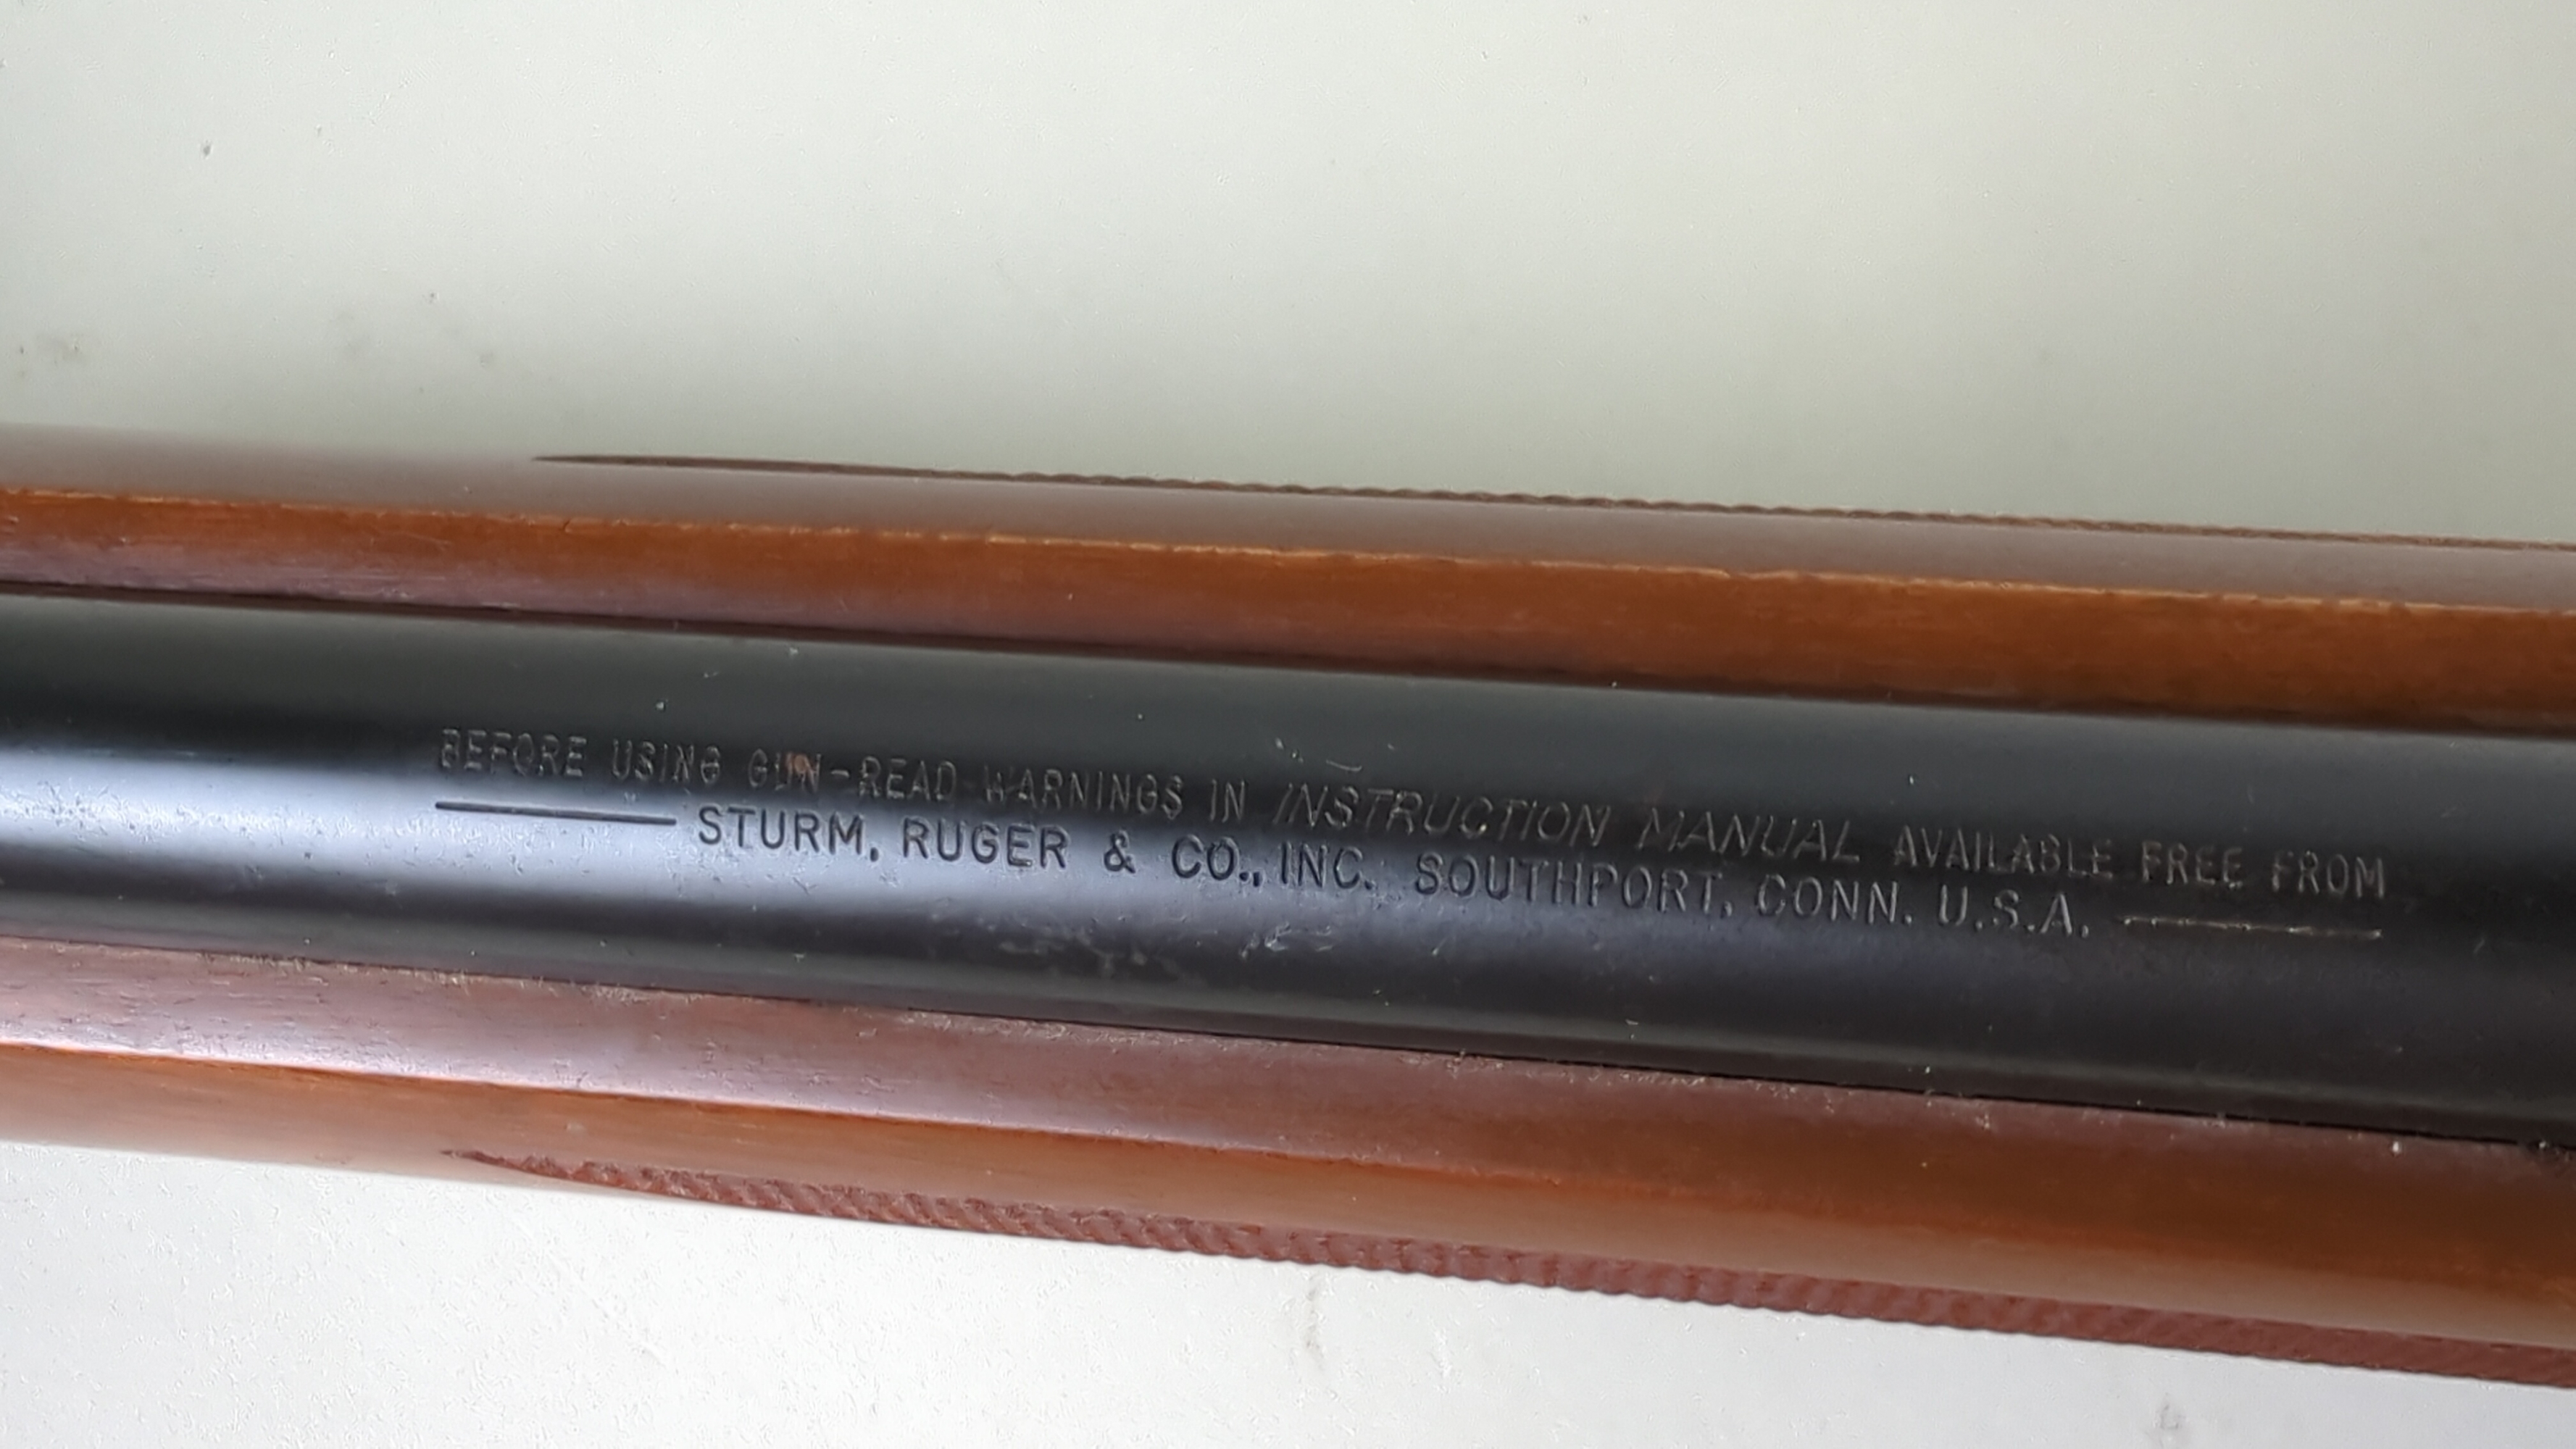 BEFORE USING GUN-READ WARNINGS IN INSTRUCTION MANUAL AVAILABLE FREE FROM
STURM, RUGER & CO., INC. SOUTHPORT, CONN. U.S.A.